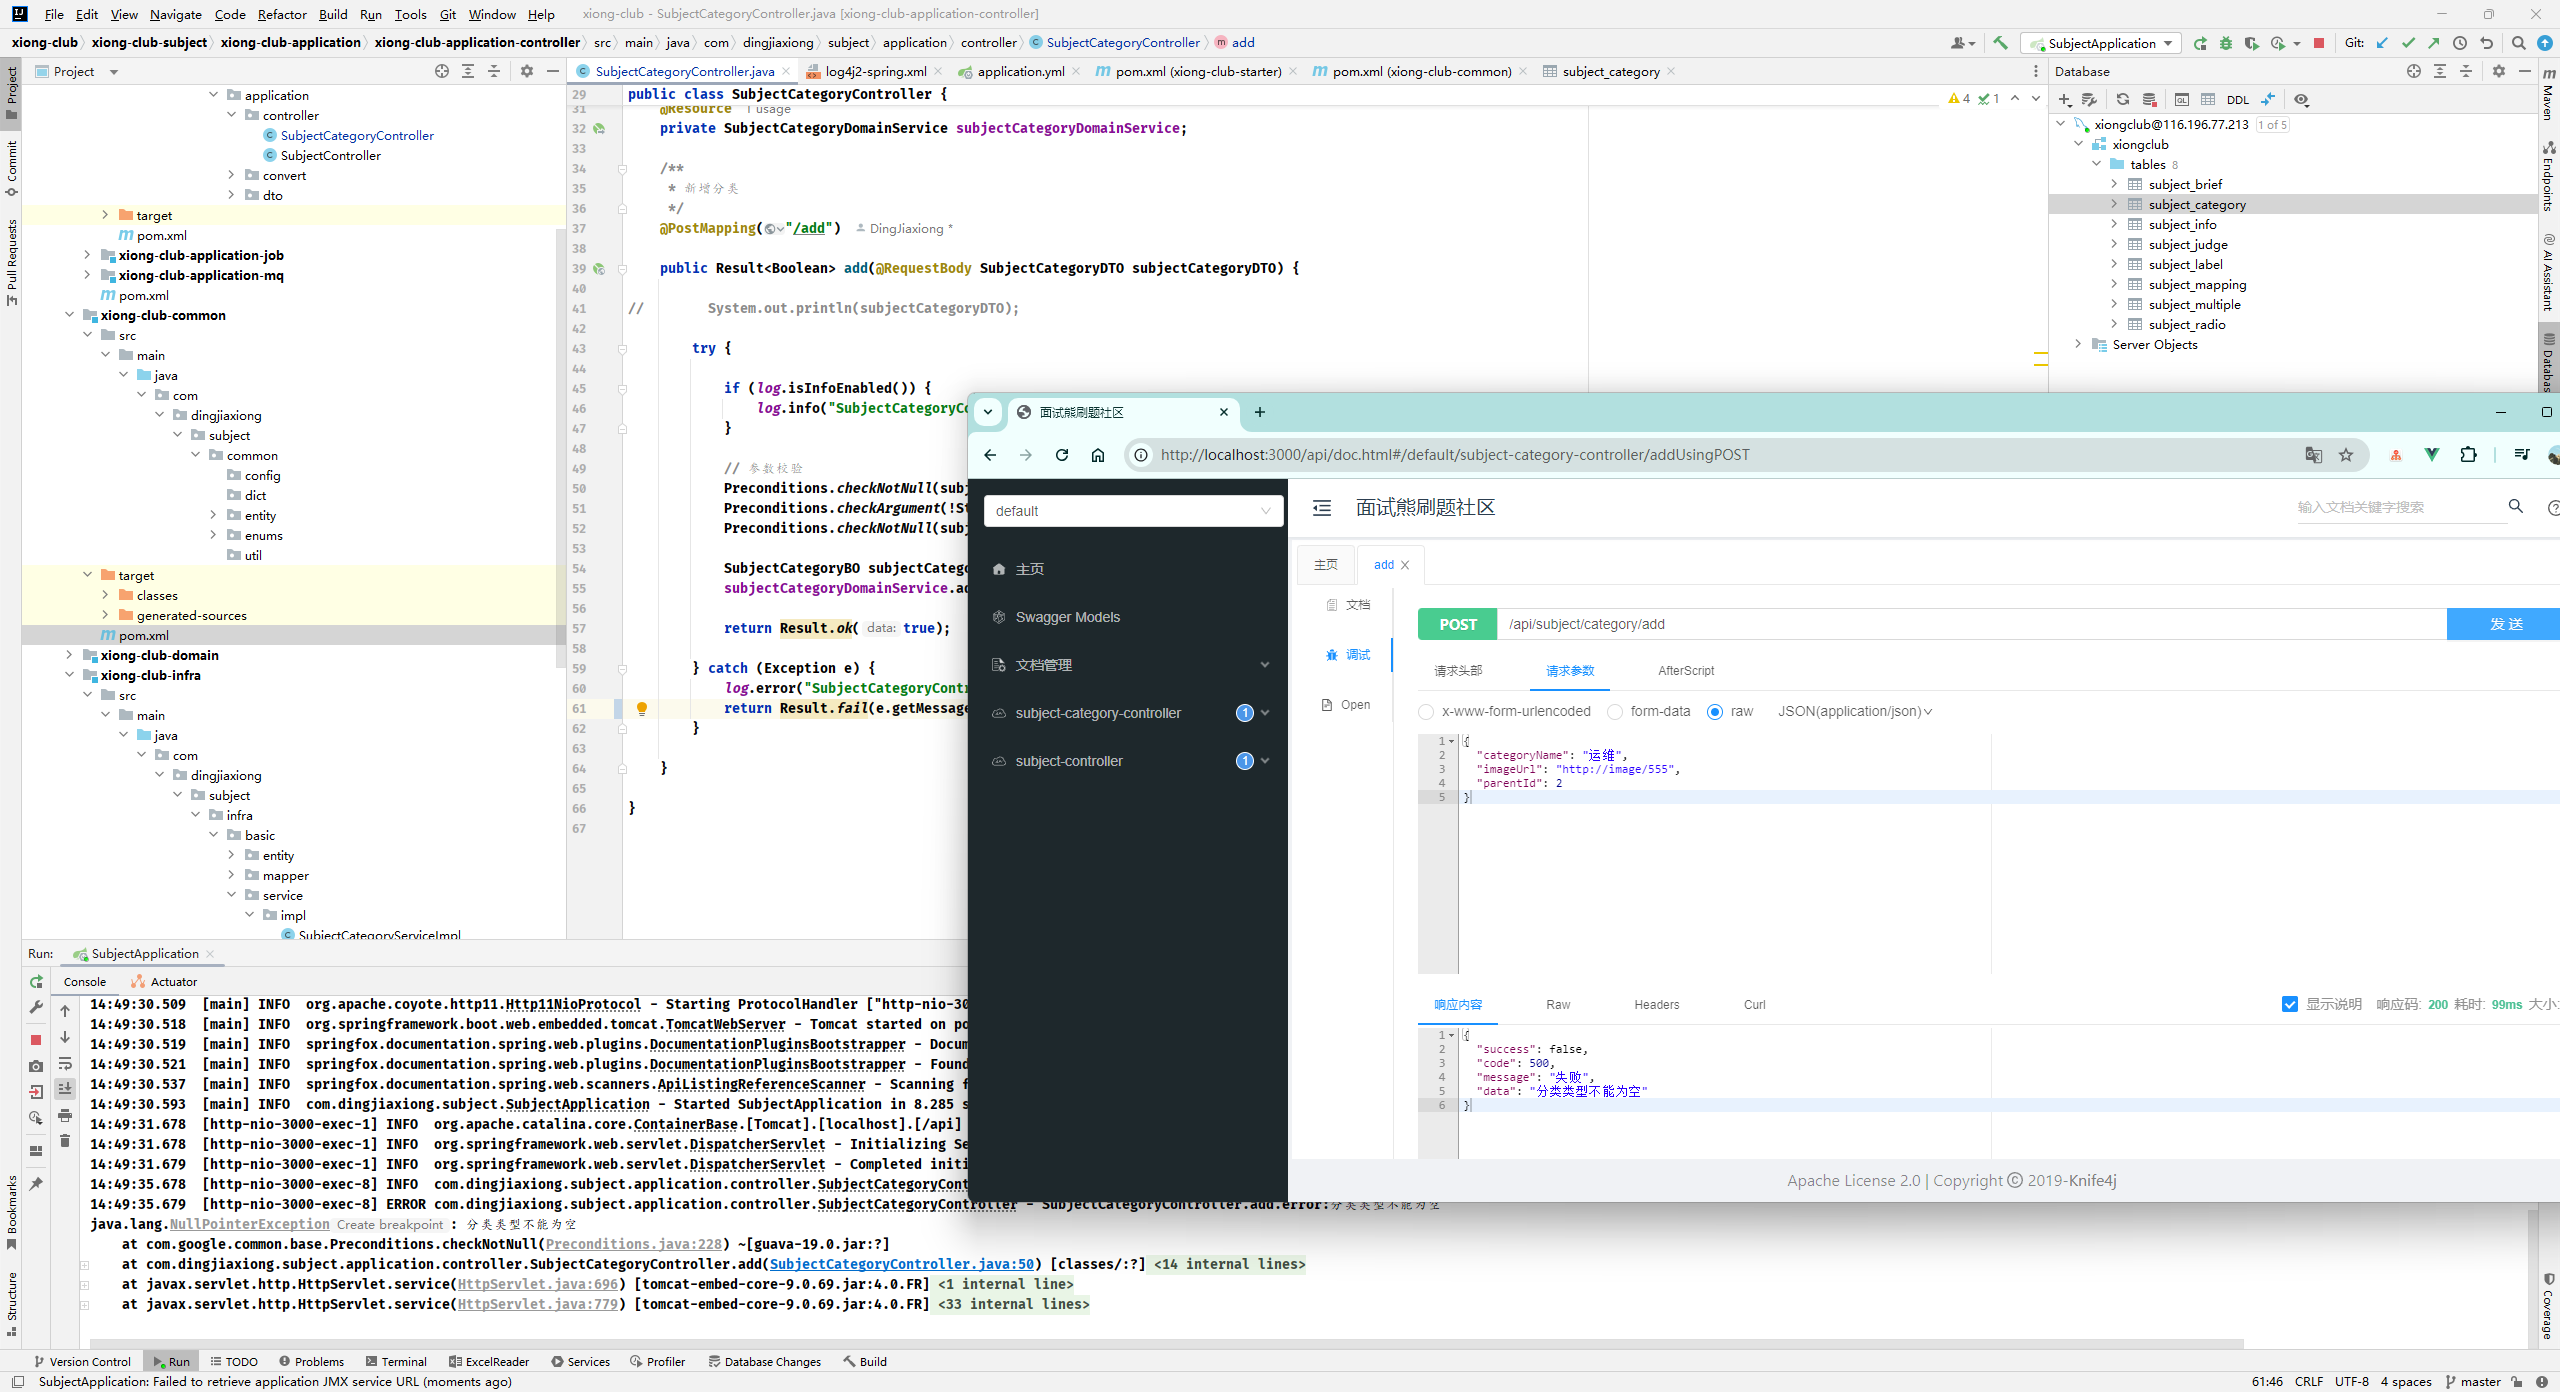 File Edit View Navigate Code Refactor Build Run Tools Git Window Help xiong-club - SubjectCategoryController.java [xiong-club-application-controller]
xiong-club xiong-club-subject xiong-club-application xiong-club-application-controller src main java com dingjiaxiong subject application controller SubjectCategoryController add SubjectApplication Git:
Project
SubjectCategoryController.java log4j2-spring.xml application.yml pom.xml (xiong-club-starter) pom.xml (xiong-club-common) subject_category
Database
Project
Commit
Pull Requests
application
controller
SubjectCategoryController
SubjectController
convert
dto
target
pom.xml
xiong-club-application-job
xiong-club-application-mq
pom.xml
xiong-club-common
src
main
java
com
dingjiaxiong
subject
common
config
dict
entity
enums
util
target
classes
generated-sources
pom.xml
xiong-club-domain
xiong-club-infra
src
main
java
com
dingjiaxiong
subject
infra
basic
entity
mapper
service
impl
SubjectCategoryServiceImpl
29 public class SubjectCategoryController {
4 1
31 @Resource 1 usage
32 private SubjectCategoryDomainService subjectCategoryDomainService;
33
34 /**
35 * 新增分类
36 */
37 @PostMapping("/add") DingJiaxiong *
38
39 public Result<Boolean> add(@RequestBody SubjectCategoryDTO subjectCategoryDTO) {
40
41 // System.out.println(subjectCategoryDTO);
42
43 try {
44
45 if (log.isInfoEnabled()) {
46 log.info("SubjectCategoryCo
47 }
48
49 // 参数校验
50 Preconditions.checkNotNull(subj
51 Preconditions.checkArgument(!St
52 Preconditions.checkNotNull(subj
53
54 SubjectCategoryBO subjectCatego
55 subjectCategoryDomainService.ad
56
57 return Result.ok( data: true);
58
59 } catch (Exception e) {
60 log.error("SubjectCategoryContr
61 return Result.fail(e.getMessage
62 }
63
64 }
65
66 }
67
DDL
xiongclub@116.196.77.213 1 of 5
xiongclub
tables 8
subject_brief
subject_category
subject_info
subject_judge
subject_label
subject_mapping
subject_multiple
subject_radio
Server Objects
Maven
Endpoints
AI Assistant
Databas
Coverage
面试熊刷题社区
http://localhost:3000/api/doc.html#/default/subject-category-controller/addUsingPOST
default
面试熊刷题社区
输入文档关键字搜索
主页
Swagger Models
文档管理
subject-category-controller 1
subject-controller 1
主页 add
文档
调试
Open
POST /api/subject/category/add 发 送
请求头部 请求参数 AfterScript
x-www-form-urlencoded form-data raw JSON(application/json)
1 {
2 "categoryName": "运维",
3 "imageUrl": "http://image/555",
4 "parentId": 2
5 }
响应内容 Raw Headers Curl 显示说明 响应码: 200 耗时: 99ms 大小:
1 {
2 "success": false,
3 "code": 500,
4 "message": "失败",
5 "data": "分类类型不能为空"
6 }
Apache License 2.0 | Copyright © 2019-Knife4j
Run: SubjectApplication
Console Actuator
14:49:30.509 [main] INFO org.apache.coyote.http11.Http11NioProtocol - Starting ProtocolHandler ["http-nio-30
14:49:30.518 [main] INFO org.springframework.boot.web.embedded.tomcat.TomcatWebServer - Tomcat started on po
14:49:30.519 [main] INFO springfox.documentation.spring.web.plugins.DocumentationPluginsBootstrapper - Docum
14:49:30.521 [main] INFO springfox.documentation.spring.web.plugins.DocumentationPluginsBootstrapper - Found
14:49:30.537 [main] INFO springfox.documentation.spring.web.scanners.ApiListingReferenceScanner - Scanning f
14:49:30.593 [main] INFO com.dingjiaxiong.subject.SubjectApplication - Started SubjectApplication in 8.285 s
14:49:31.678 [http-nio-3000-exec-1] INFO org.apache.catalina.core.ContainerBase.[Tomcat].[localhost].[/api]
14:49:31.678 [http-nio-3000-exec-1] INFO org.springframework.web.servlet.DispatcherServlet - Initializing Se
14:49:31.679 [http-nio-3000-exec-1] INFO org.springframework.web.servlet.DispatcherServlet - Completed initi
14:49:35.678 [http-nio-3000-exec-8] INFO com.dingjiaxiong.subject.application.controller.SubjectCategoryCont
14:49:35.679 [http-nio-3000-exec-8] ERROR com.dingjiaxiong.subject.application.controller.SubjectCategoryController - SubjectCategoryController.add.error:分类类型不能为空
java.lang.NullPointerException Create breakpoint : 分类类型不能为空
at com.google.common.base.Preconditions.checkNotNull(Preconditions.java:228) ~[guava-19.0.jar:?]
at com.dingjiaxiong.subject.application.controller.SubjectCategoryController.add(SubjectCategoryController.java:50) [classes/:?] <14 internal lines>
at javax.servlet.http.HttpServlet.service(HttpServlet.java:696) [tomcat-embed-core-9.0.69.jar:4.0.FR] <1 internal line>
at javax.servlet.http.HttpServlet.service(HttpServlet.java:779) [tomcat-embed-core-9.0.69.jar:4.0.FR] <33 internal lines>
Bookmarks
Structure
Version Control Run TODO Problems Terminal ExcelReader Services Profiler Database Changes Build
SubjectApplication: Failed to retrieve application JMX service URL (moments ago) 61:46 CRLF UTF-8 4 spaces master